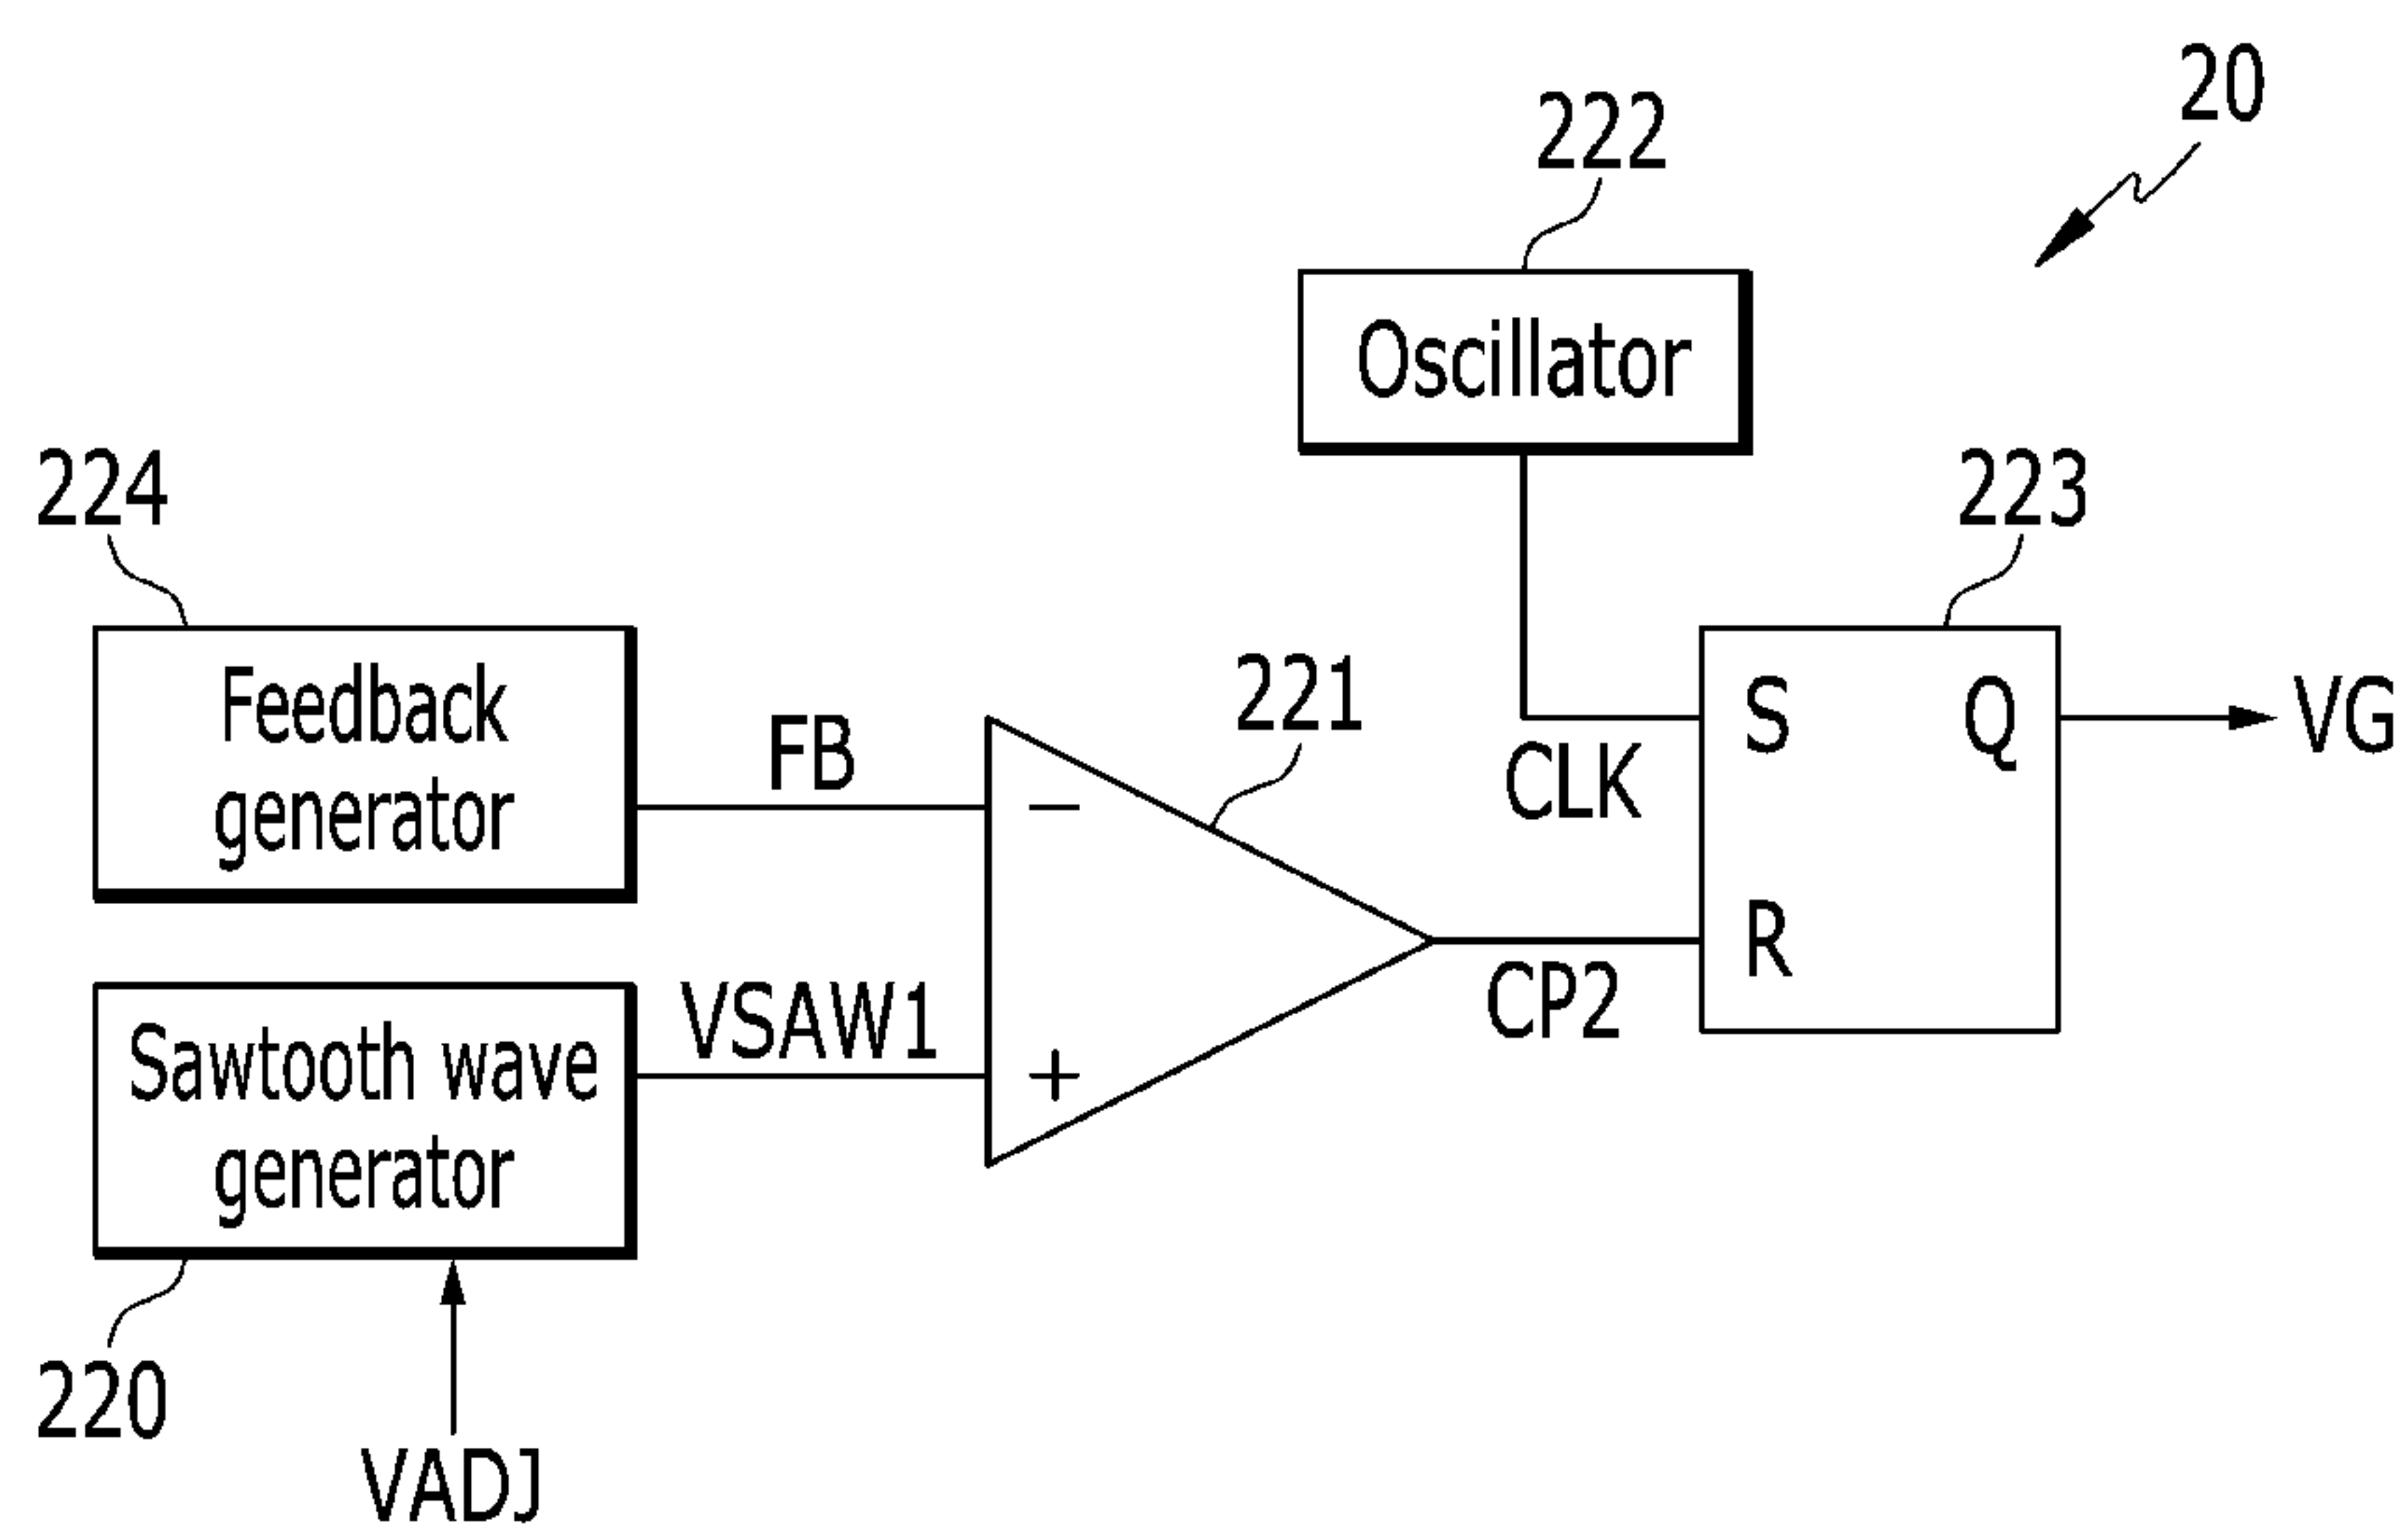 20
222
Oscillator
224
223
Feedback
generator
FB
221
S
Q
VG
CLK
−
R
Sawtooth wave
generator
VSAW1
CP2
+
220
VADJ